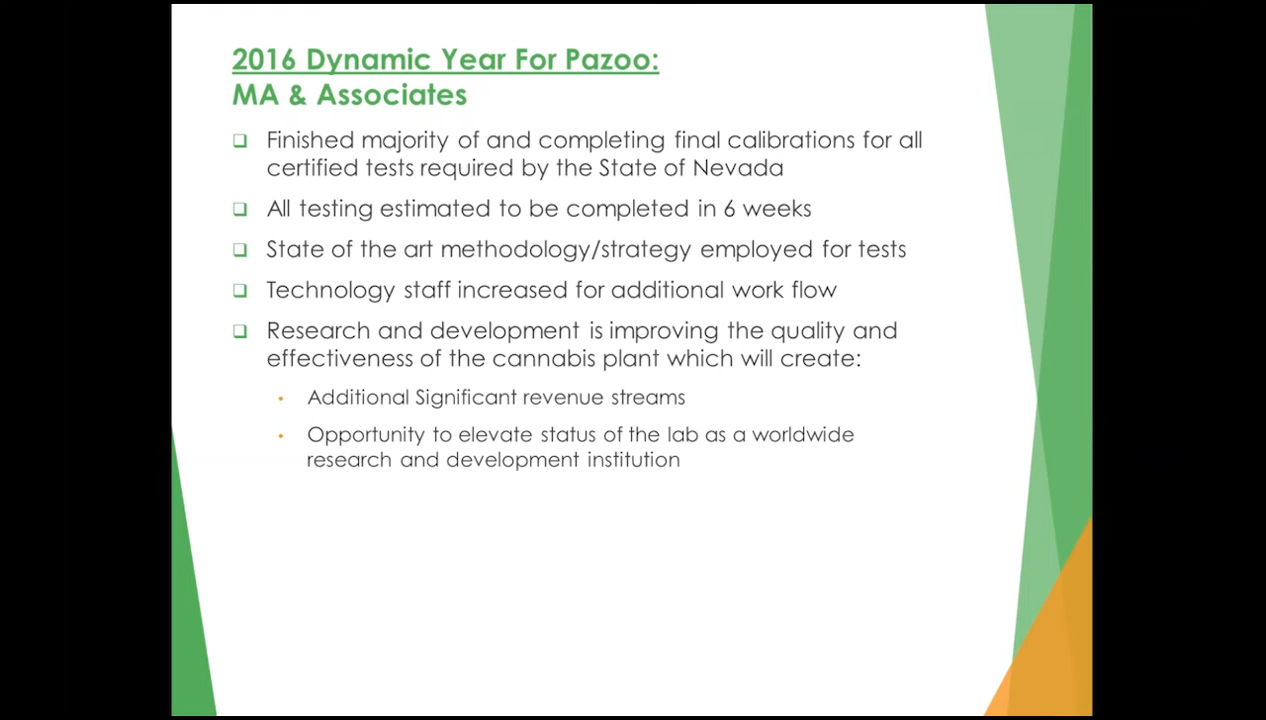 2016 Dynamic Year For Pazoo:
MA & Associates
Finished majority of and completing final calibrations for all
certified tests required by the State of Nevada
All testing estimated to be completed in 6 weeks
State of the art methodology/strategy employed for tests
Technology staff increased for additional work flow
Research and development is improving the quality and
effectiveness of the cannabis plant which will create:
Additional Significant revenue streams
Opportunity to elevate status of the lab as a worldwide
research and development institution